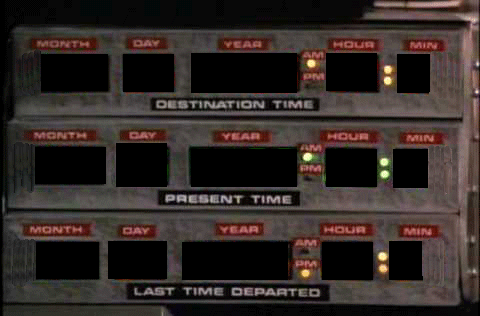 MONTH DAY YEAR AM HOUR MIN
PM
DESTINATION TIME
MONTH DAY YEAR AM HOUR MIN
PM
PRESENT TIME
MONTH DAY YEAR AM HOUR MIN
PM
LAST TIME DEPARTED